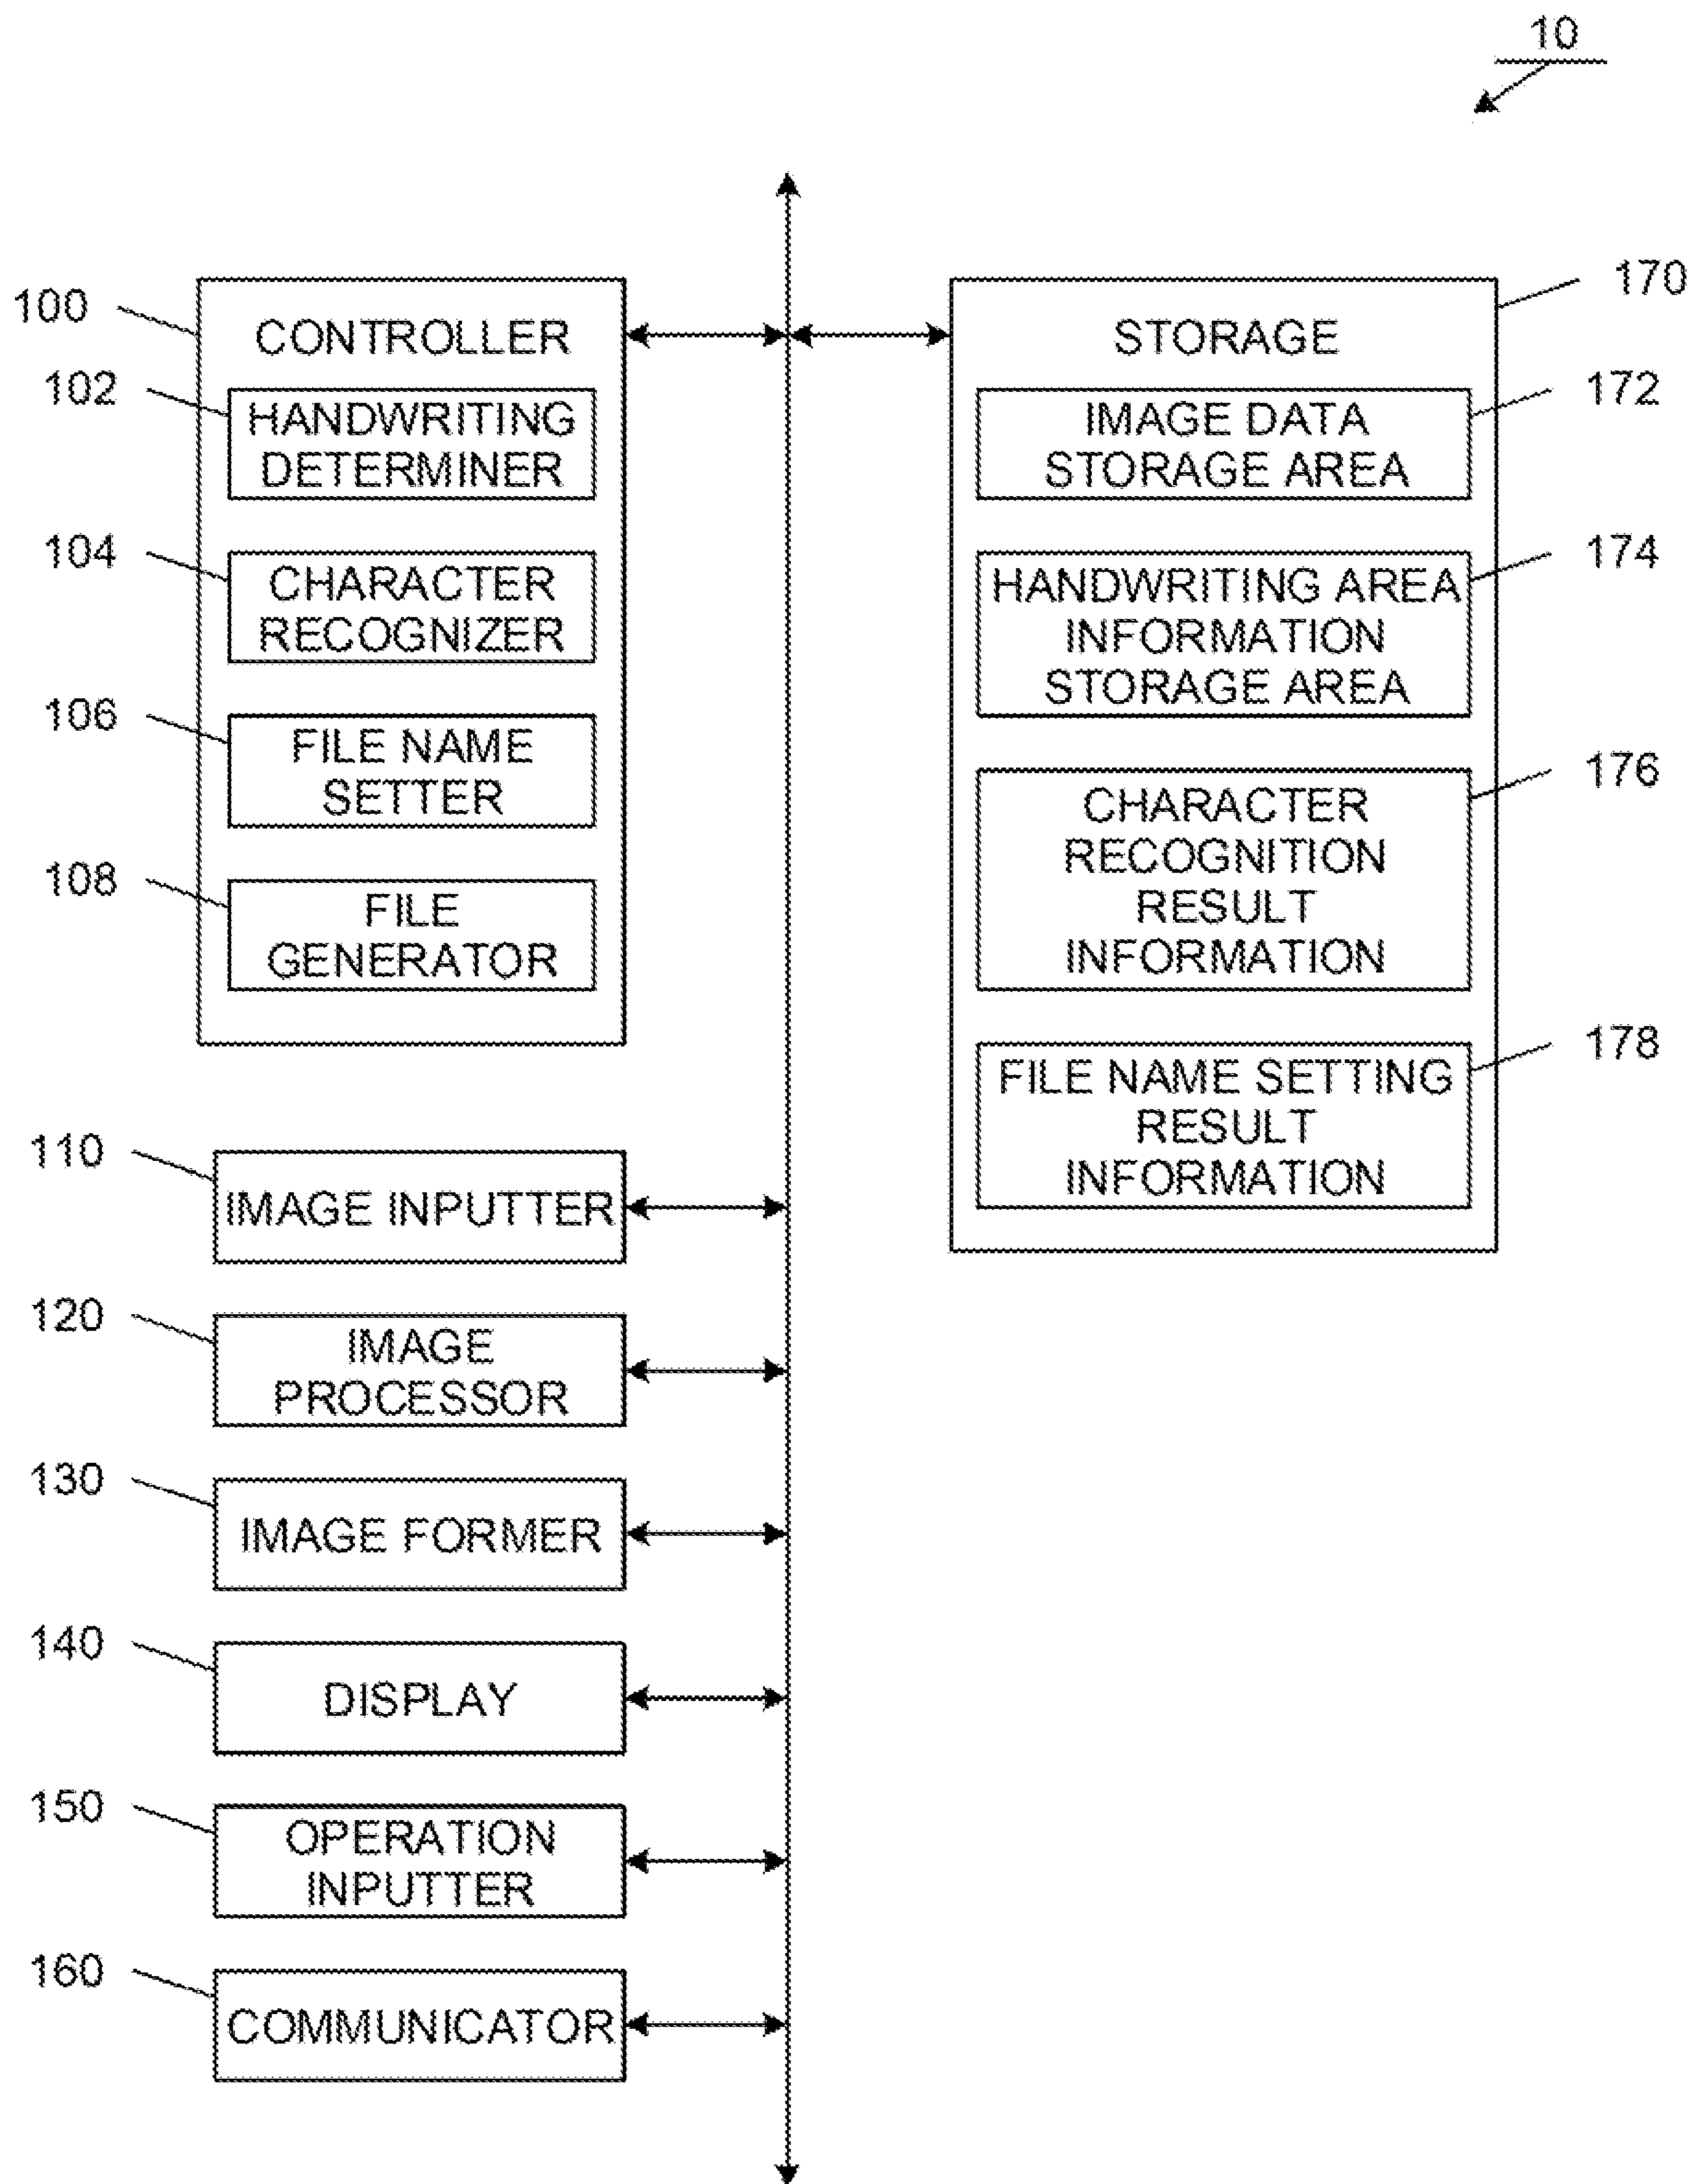 10
100
CONTROLLER
102
HANDWRITING
DETERMINER
104
CHARACTER
RECOGNIZER
106
FILE NAME
SETTER
108
FILE
GENERATOR
110
IMAGE INPUTTER
120
IMAGE
PROCESSOR
130
IMAGE FORMER
140
DISPLAY
150
OPERATION
INPUTTER
160
COMMUNICATOR
170
STORAGE
172
IMAGE DATA
STORAGE AREA
174
HANDWRITING AREA
INFORMATION
STORAGE AREA
176
CHARACTER
RECOGNITION
RESULT
INFORMATION
178
FILE NAME SETTING
RESULT
INFORMATION